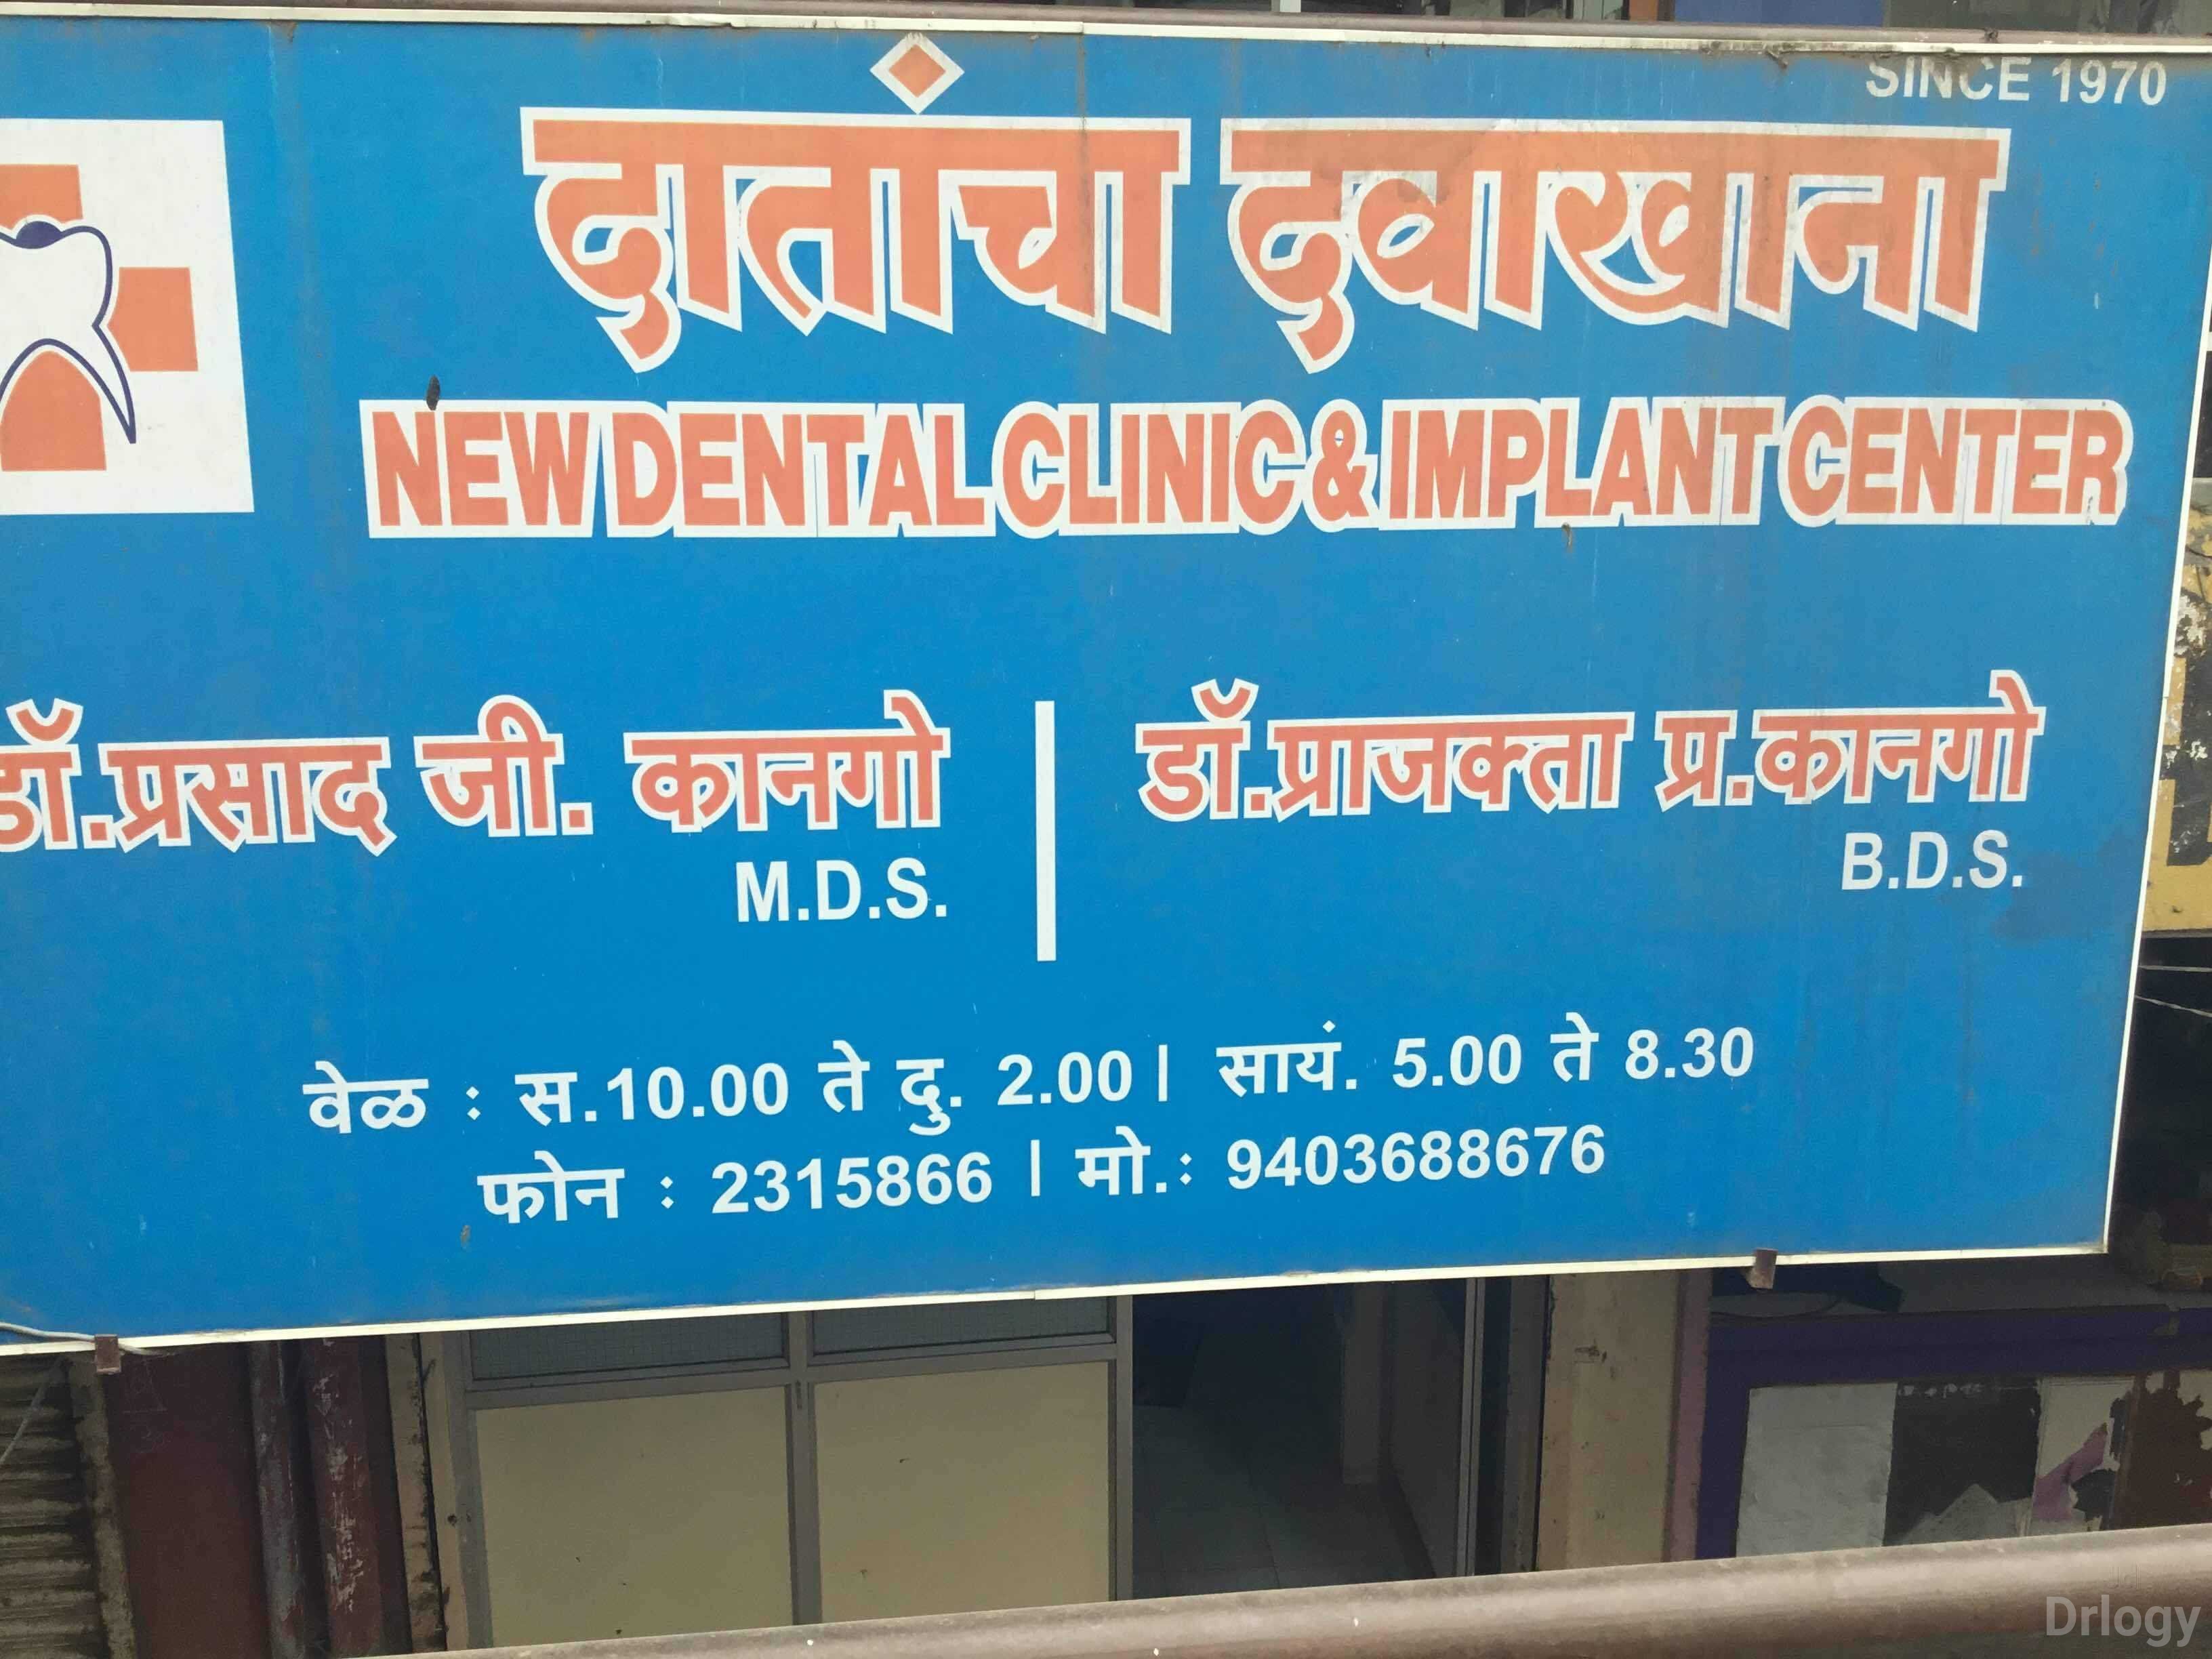 SINCE 1970
दातांचा दवाखाना
NEW DENTAL CLINIC & IMPLANT CENTER
डॉ.प्रसाद जी. कानगो | डॉ.प्राजक्ता प्र.कानगो
M.D.S. B.D.S.
वेळ : स.10.00 ते दु. 2.00 | सायं. 5.00 ते 8.30
फोन : 2315866 | मो.: 9403688676
Drlogy